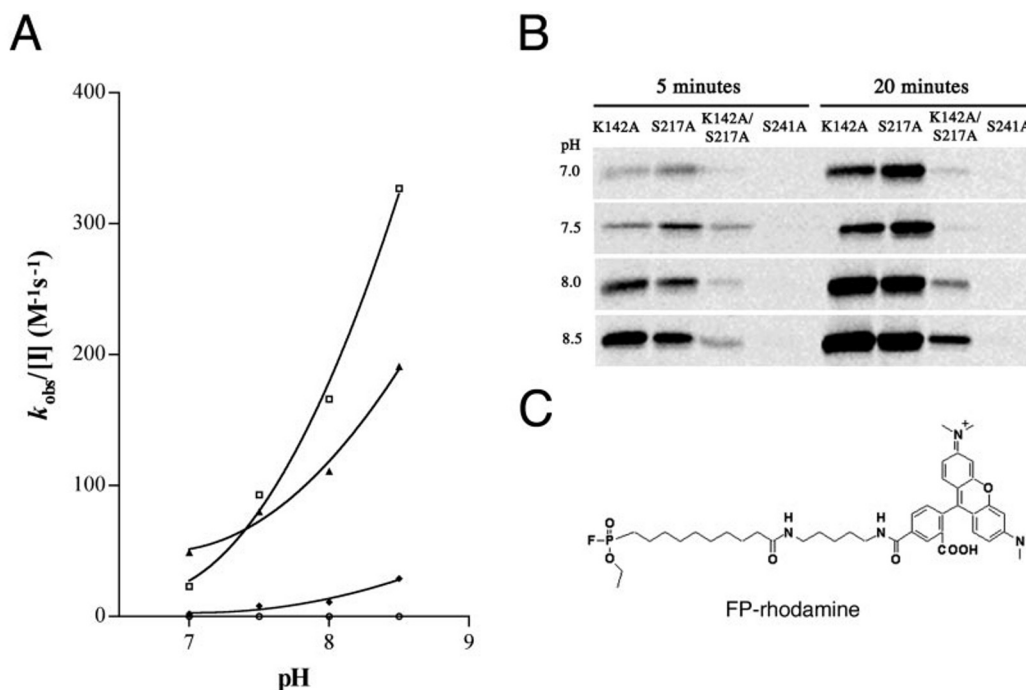 A
400
300
200
100
0
7
8
9
k_obs/[I] (M⁻¹s⁻¹)
pH
B
5 minutes
20 minutes
K142A S217A K142A/S217A S241A K142A S217A K142A/S217A S241A
pH
7.0
7.5
8.0
8.5
C
N+
O
N
COOH
H
N
O
H
N
O
O
F P
O
FP-rhodamine